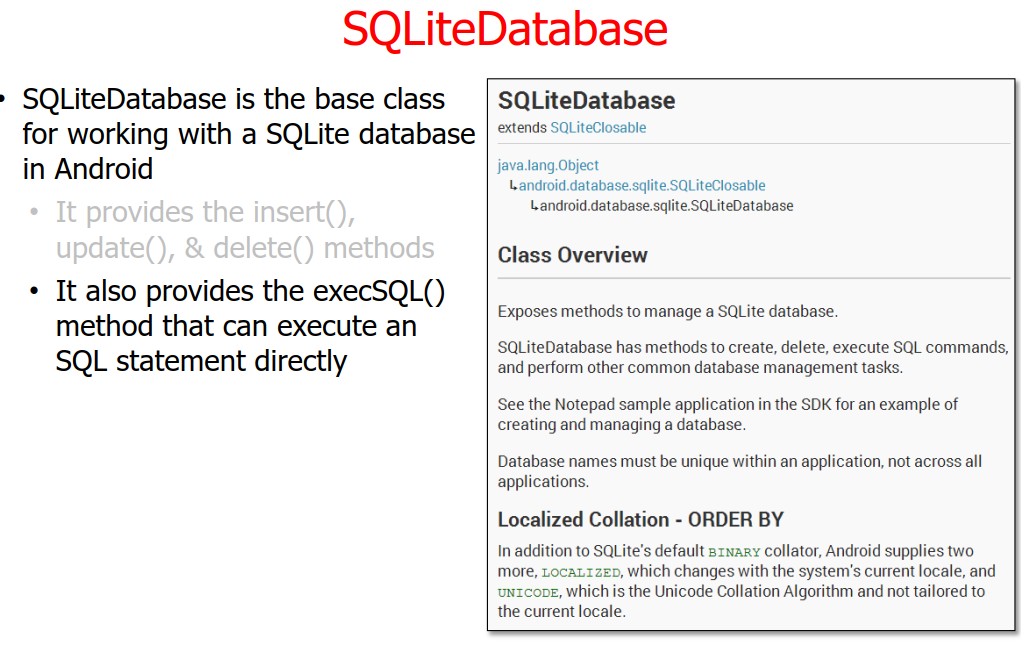 SQLiteDatabase
• SQLiteDatabase is the base class
for working with a SQLite database
in Android
• It provides the insert(),
update(), & delete() methods
• It also provides the execSQL()
method that can execute an
SQL statement directly
SQLiteDatabase
extends SQLiteClosable
java.lang.Object
↳android.database.sqlite.SQLiteClosable
↳android.database.sqlite.SQLiteDatabase
Class Overview
Exposes methods to manage a SQLite database.
SQLiteDatabase has methods to create, delete, execute SQL commands,
and perform other common database management tasks.
See the Notepad sample application in the SDK for an example of
creating and managing a database.
Database names must be unique within an application, not across all
applications.
Localized Collation - ORDER BY
In addition to SQLite's default BINARY collator, Android supplies two
more, LOCALIZED, which changes with the system's current locale, and
UNICODE, which is the Unicode Collation Algorithm and not tailored to
the current locale.